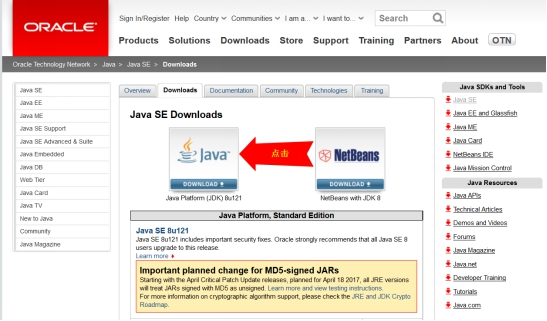 ORACLE
Sign In/Register Help Country Communities I am a... I want to... Search
Products Solutions Downloads Store Support Training Partners About OTN
Oracle Technology Network > Java > Java SE > Downloads
Java SE
Java EE
Java ME
Java SE Support
Java SE Advanced & Suite
Java Embedded
Java DB
Web Tier
Java Card
Java TV
New to Java
Community
Java Magazine
Overview Downloads Documentation Community Technologies Training
Java SE Downloads
Java
点击
NetBeans
DOWNLOAD
DOWNLOAD
Java Platform (JDK) 8u121
NetBeans with JDK 8
Java Platform, Standard Edition
Java SE 8u121
Java SE 8u121 includes important security fixes. Oracle strongly recommends that all Java SE 8
users upgrade to this release.
Learn more
Important planned change for MD5-signed JARs
Starting with the April Critical Patch Update releases, planned for April 18 2017, all JRE versions
will treat JARs signed with MD5 as unsigned. Learn more and view testing instructions.
For more information on cryptographic algorithm support, please check the JRE and JDK Crypto
Roadmap.
Java SDKs and Tools
Java SE
Java EE and Glassfish
Java ME
Java Card
NetBeans IDE
Java Mission Control
Java Resources
Java APIs
Technical Articles
Demos and Videos
Forums
Java Magazine
Java.net
Developer Training
Tutorials
Java.com